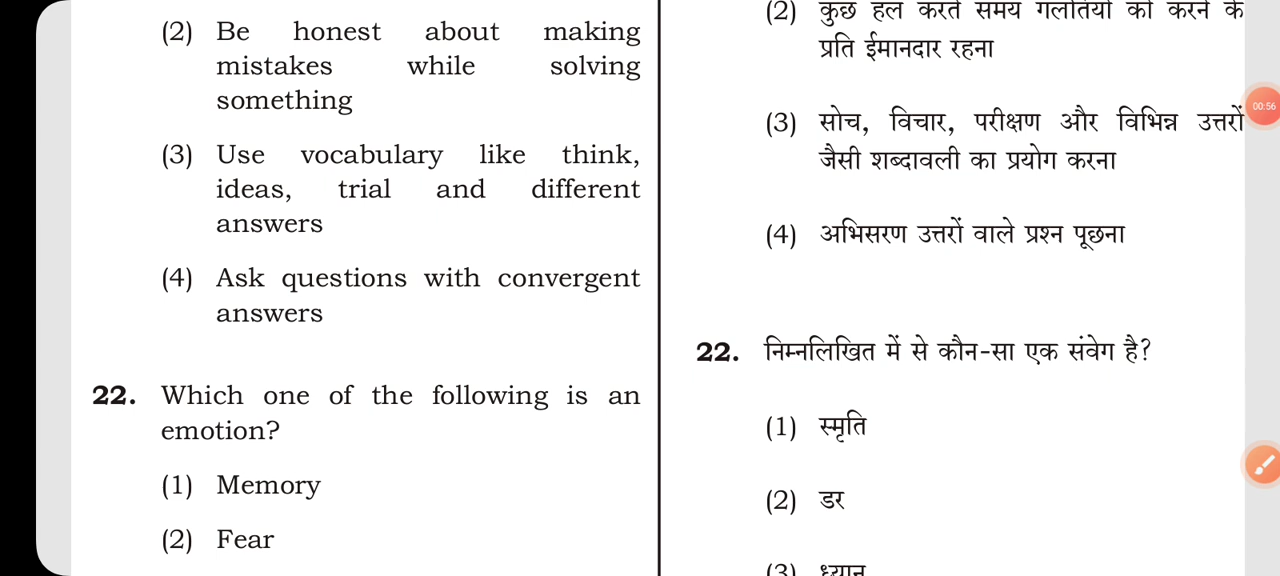 (2) Be honest about making
mistakes while solving
something
(3) Use vocabulary like think,
ideas, trial and different
answers
(4) Ask questions with convergent
answers
22. Which one of the following is an
emotion?
(1) Memory
(2) Fear
(2) कुछ हल करते समय गलतियों को करने के
प्रति ईमानदार रहना
(3) सोच, विचार, परीक्षण और विभिन्न उत्तरों
जैसी शब्दावली का प्रयोग करना
(4) अभिसरण उत्तरों वाले प्रश्न पूछना
22. निम्नलिखित में से कौन-सा एक संवेग है?
(1) स्मृति
(2) डर
(3) ध्यान
00:56